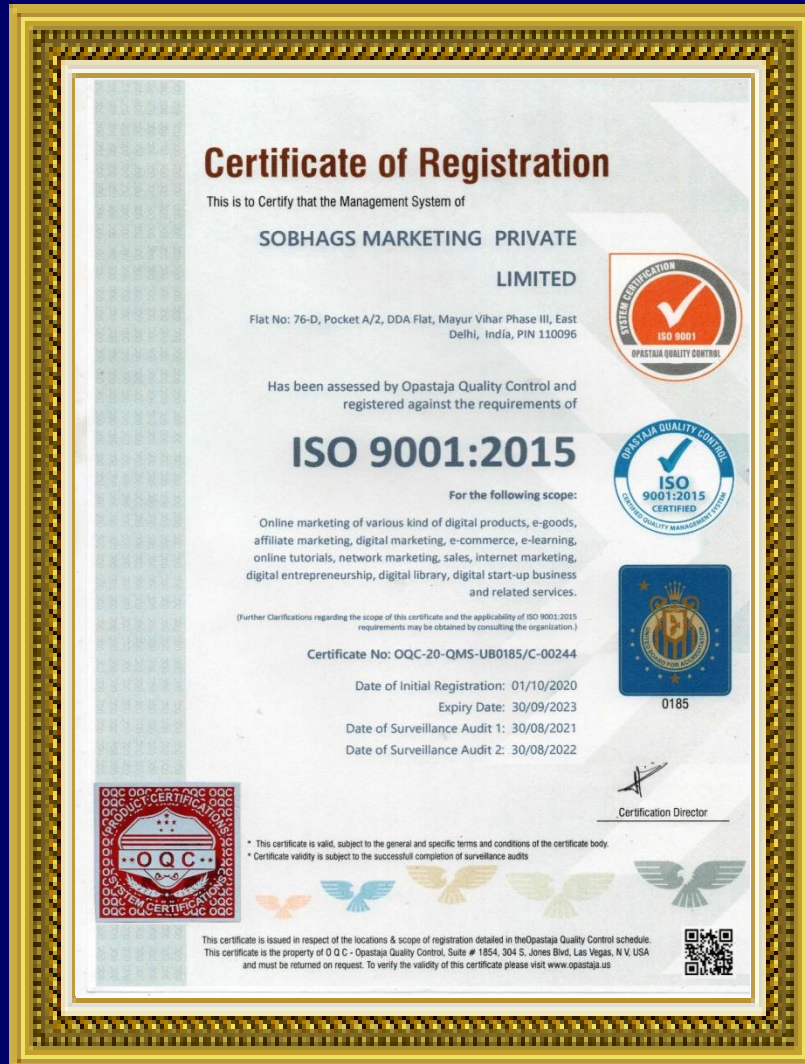 Certificate of Registration
This is to Certify that the Management System of
SOBHAGS MARKETING PRIVATE
LIMITED
Flat No: 76-D, Pocket A/2, DDA Flat, Mayur Vihar Phase III, East
Delhi, India, PIN 110096
SYSTEM CERTIFICATION
ISO 9001
OPASTAJA QUALITY CONTROL
Has been assessed by Opastaja Quality Control and
registered against the requirements of
ISO 9001:2015
OPASTAJA QUALITY CONTROL
ISO
9001:2015
CERTIFIED
CERTIFIED QUALITY MANAGEMENT SYSTEM
For the following scope:
Online marketing of various kind of digital products, e-goods,
affiliate marketing, digital marketing, e-commerce, e-learning,
online tutorials, network marketing, sales, internet marketing,
digital entrepreneurship, digital library, digital start-up business
and related services.
(Further Clarifications regarding the scope of this certificate and the applicability of ISO 9001:2015
requirements may be obtained by consulting the organization.)
UNITED BOARD FOR ACCREDITATION
0185
Certificate No: OQC-20-QMS-UB0185/C-00244
Date of Initial Registration: 01/10/2020
Expiry Date: 30/09/2023
Date of Surveillance Audit 1: 30/08/2021
Date of Surveillance Audit 2: 30/08/2022
Certification Director
PRODUCT CERTIFICATIONS
OQC
SYSTEM CERTIFICATIONS
* This certificate is valid, subject to the general and specific terms and conditions of the certificate body.
* Certificate validity is subject to the successfull completion of surveillance audits
This certificate is issued in respect of the locations & scope of registration detailed in theOpastaja Quality Control schedule.
This certificate is the property of O Q C - Opastaja Quality Control, Suite # 1854, 304 S, Jones Blvd, Las Vegas, N V, USA
and must be returned on request. To verify the validity of this certificate please visit www.opastaja.us